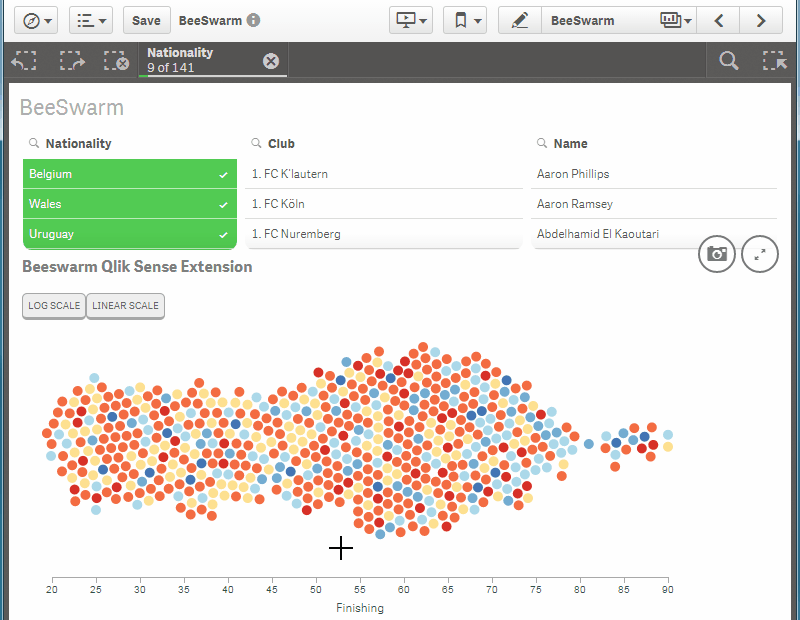 Save BeeSwarm BeeSwarm
Nationality
9 of 141
BeeSwarm
Nationality Club Name
Belgium 1. FC K'lautern Aaron Phillips
Wales 1. FC Köln Aaron Ramsey
Uruguay 1. FC Nuremberg Abdelhamid El Kaoutari
Beeswarm Qlik Sense Extension
LOG SCALE LINEAR SCALE
20 25 30 35 40 45 50 55 60 65 70 75 80 85 90
Finishing